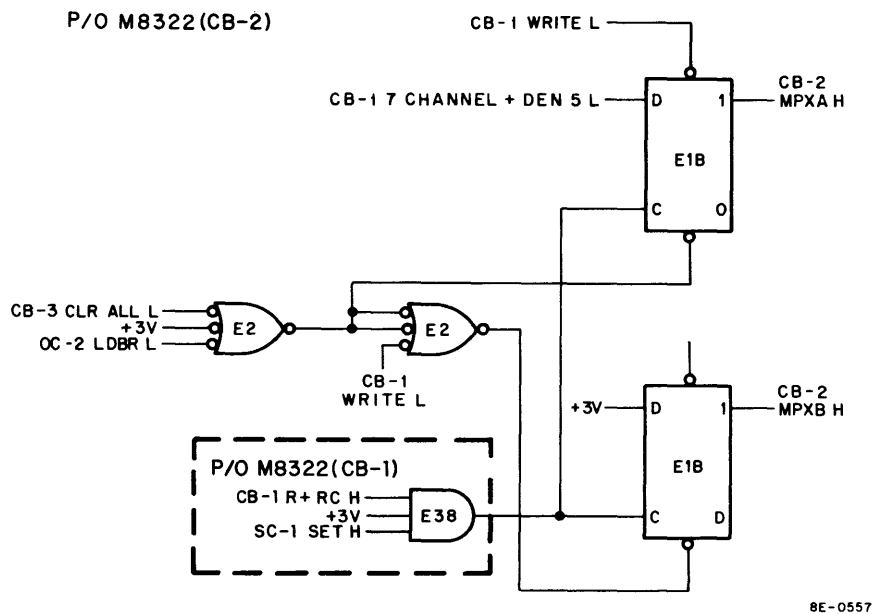 P/O M8322(CB-2)
CB-1 WRITE L
CB-1 7 CHANNEL + DEN 5 L
D
1
CB-2
MPXA H
E1B
C
O
CB-3 CLR ALL L
+3V
OC-2 LDBR L
E2
E2
CB-1
WRITE L
+3V
D
1
CB-2
MPXB H
E1B
C
D
P/O M8322(CB-1)
CB-1 R+ RC H
+3V
SC-1 SET H
E38
8E-0557